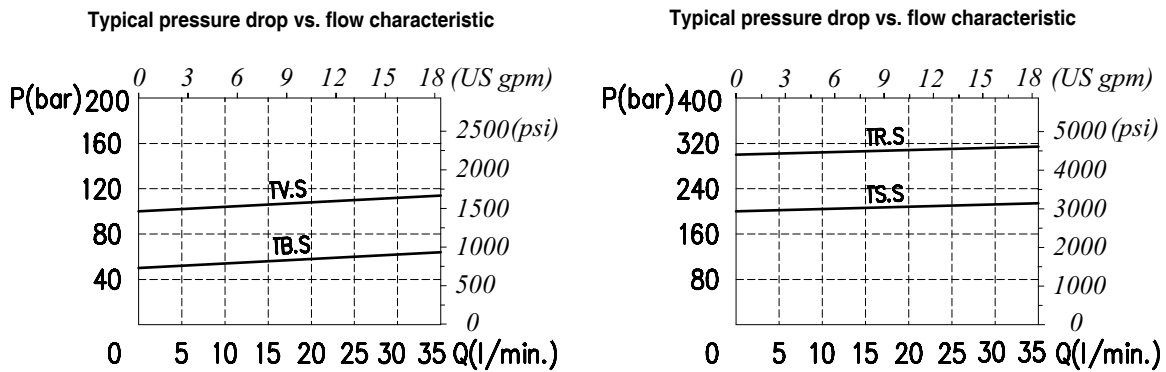 Typical pressure drop vs. flow characteristic
0 3 6 9 12 15 18 (US gpm)
P(bar) 200
2500 (psi)
160
2000
120
TV.S
1500
80
TB.S
1000
40
500
0
0 5 10 15 20 25 30 35 Q(l/min.)
Typical pressure drop vs. flow characteristic
0 3 6 9 12 15 18 (US gpm)
P(bar) 400
5000 (psi)
320
TR.S
4000
240
TS.S
3000
160
2000
80
1000
0
0 5 10 15 20 25 30 35 Q(l/min.)